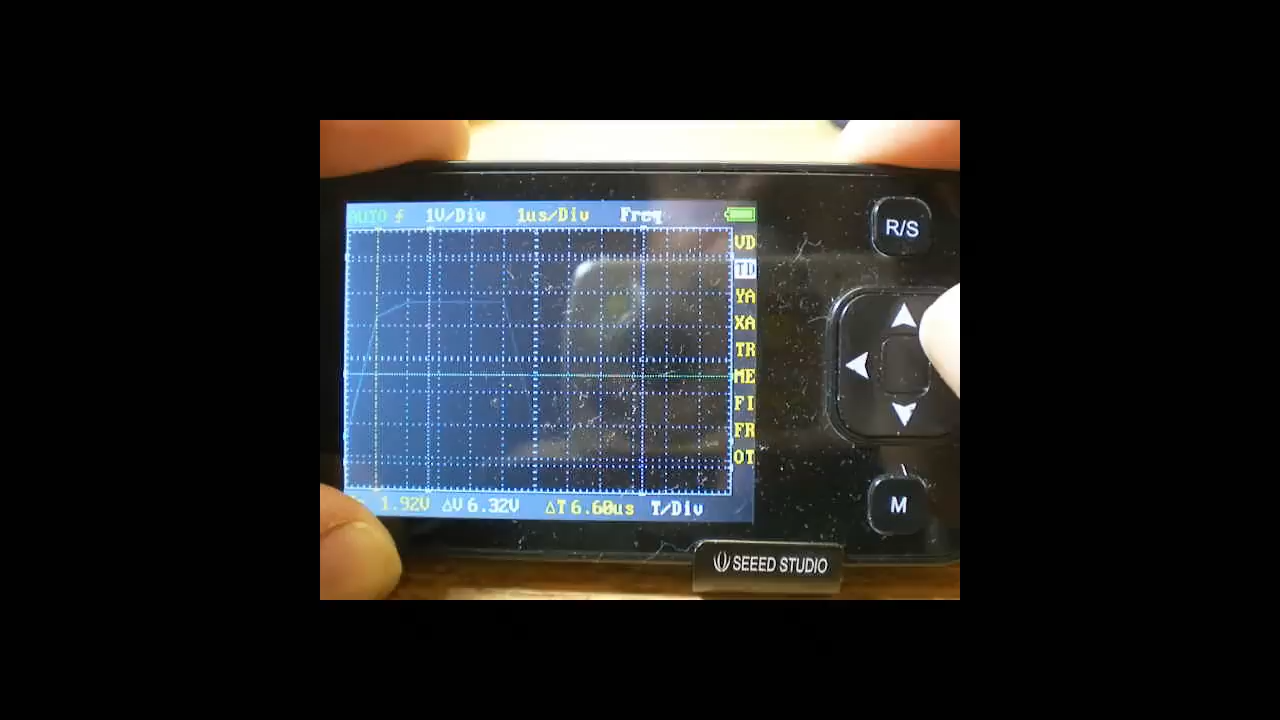 AUTO 1V/Div 1us/Div Freq
VD
TD
YA
XA
TR
ME
FI
FR
OT
1.92V ΔV 6.32V ΔT 6.60us T/Div
R/S
M
SEEED STUDIO